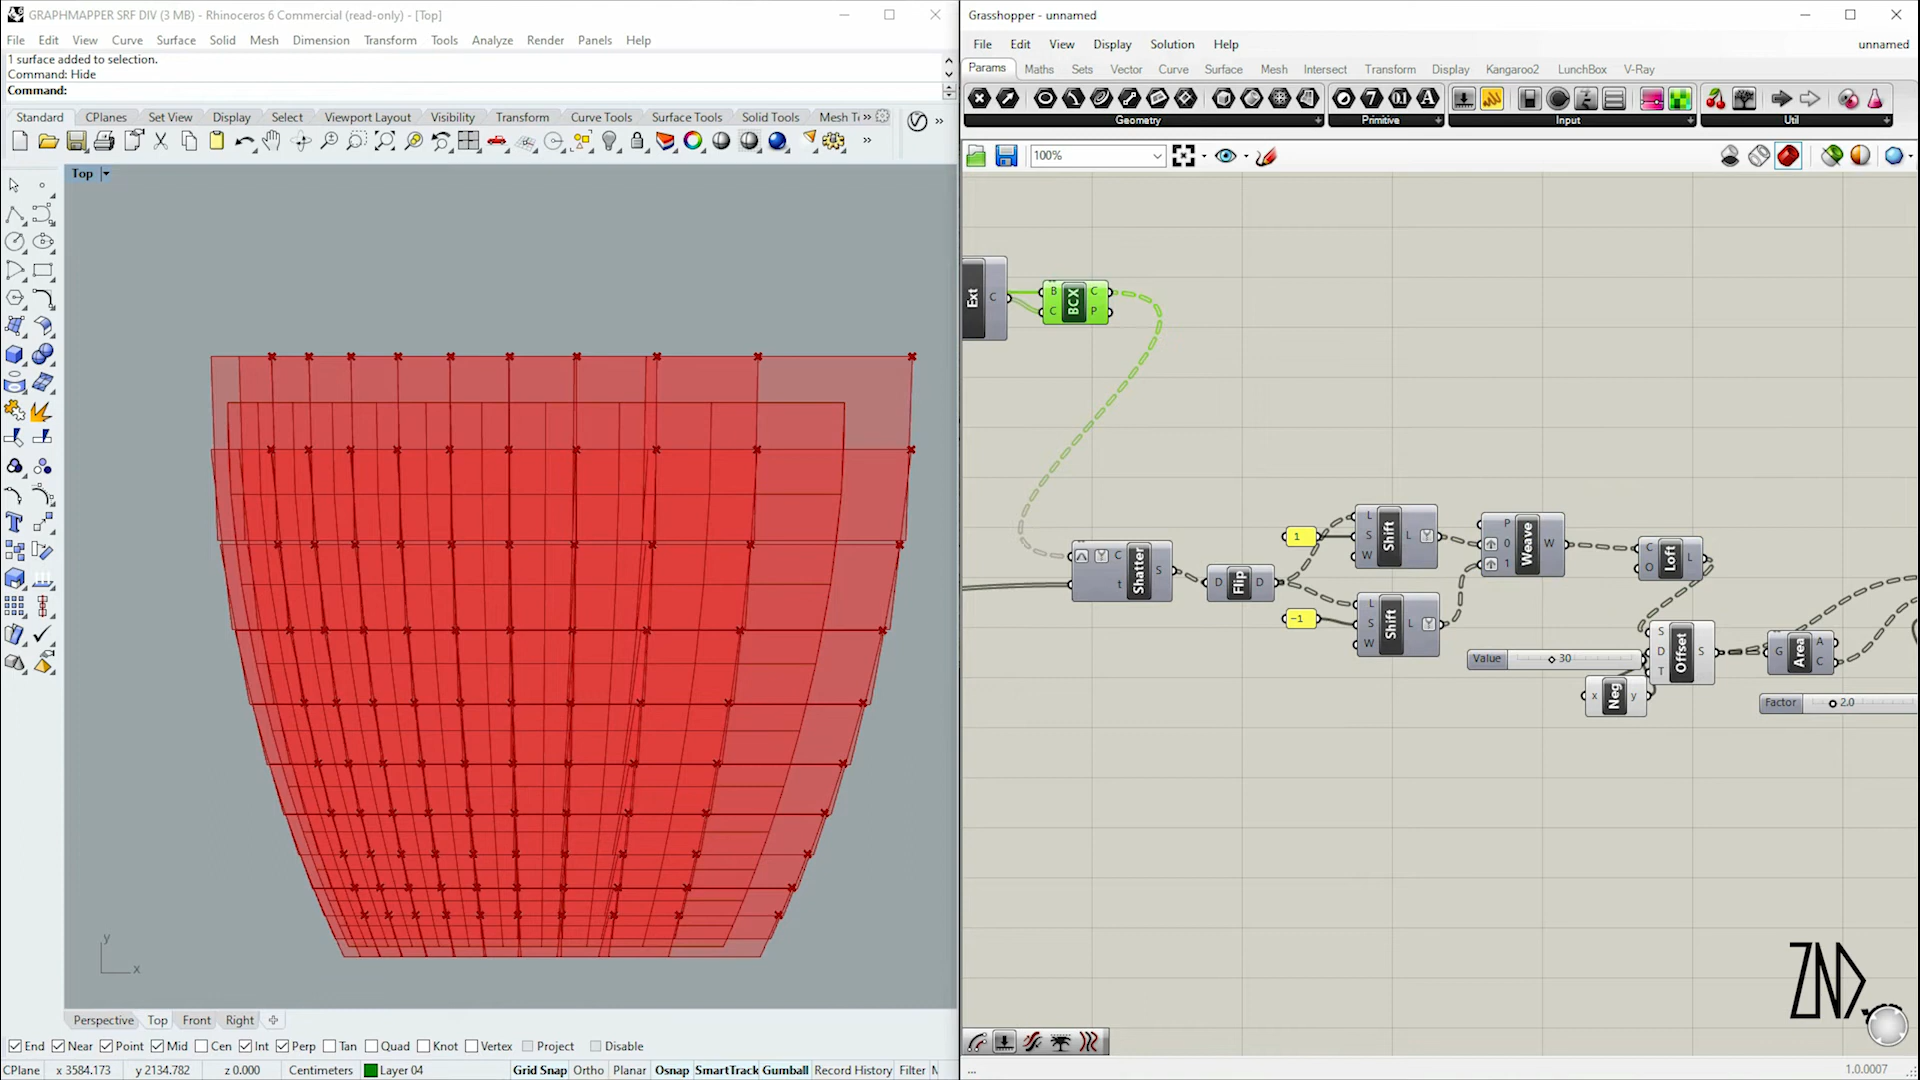 GRAPHMAPPER SRF DIV (3 MB) - Rhinoceros 6 Commercial (read-only) - [Top]
File Edit View Curve Surface Solid Mesh Dimension Transform Tools Analyze Render Panels Help
1 surface added to selection.
Command: Hide
Command:
Standard CPlanes Set View Display Select Viewport Layout Visibility Transform Curve Tools Surface Tools Solid Tools Mesh
Top
y
x
Perspective Top Front Right
End Near Point Mid Cen Int Perp Tan Quad Knot Vertex Project Disable
CPlane x 3584.173 y 2134.782 z 0.000 Centimeters Layer 04 Grid Snap Ortho Planar Osnap SmartTrack Gumball Record History Filter
Grasshopper - unnamed
File Edit View Display Solution Help unnamed
Params Maths Sets Vector Curve Surface Mesh Intersect Transform Display Kangaroo2 LunchBox V-Ray
Geometry Primitive Input Util
100%
Ext C
B C BCX C P
C t Shatter S
D Flip D
1
-1
L S W Shift L
L S W Shift L
P 0 1 Weave W
C O Loft L
Value 30
x Neg y
S D T Offset S
G Area A C
Factor 2.0
ZND.
... 1.0.0007